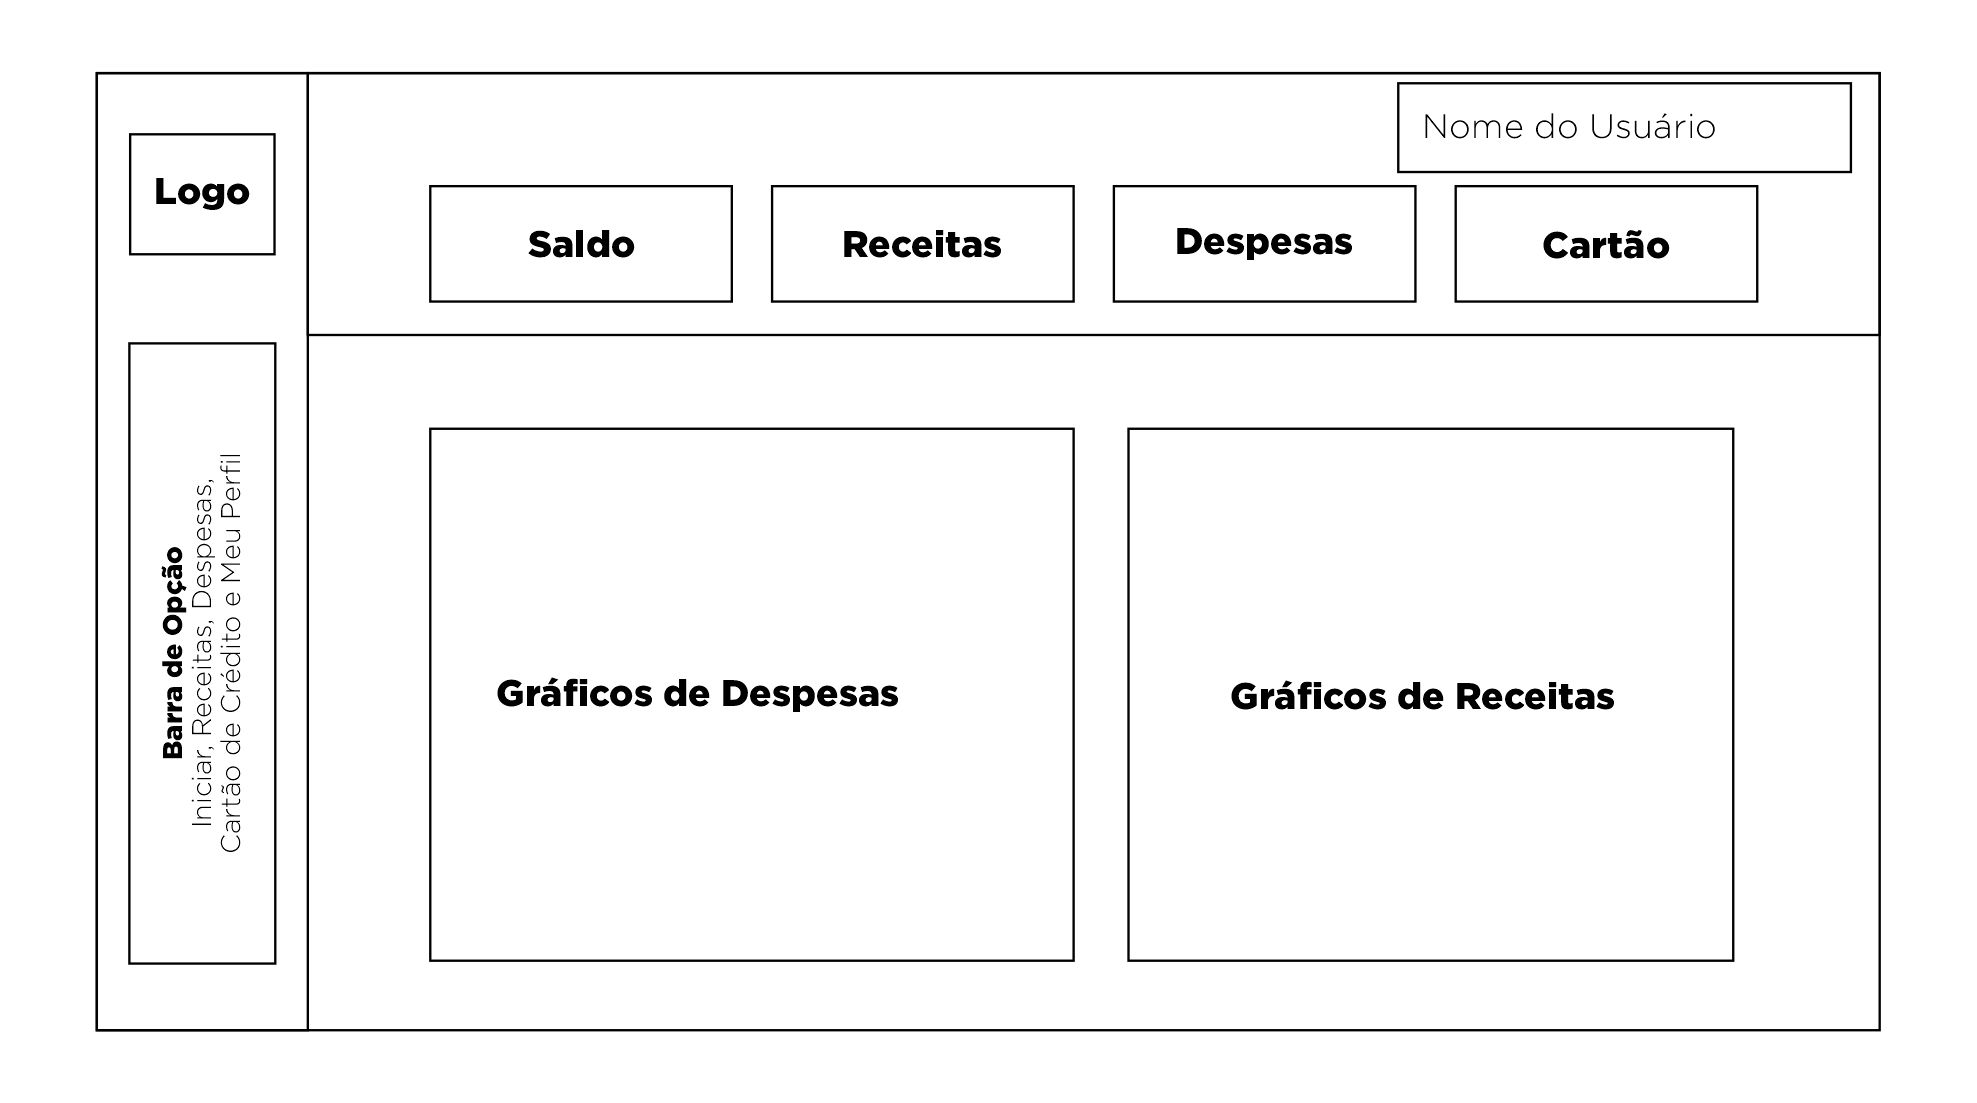 Logo
Barra de Opção
Iniciar, Receitas, Despesas,
Cartão de Crédito e Meu Perfil
Nome do Usuário
Saldo
Receitas
Despesas
Cartão
Gráficos de Despesas
Gráficos de Receitas